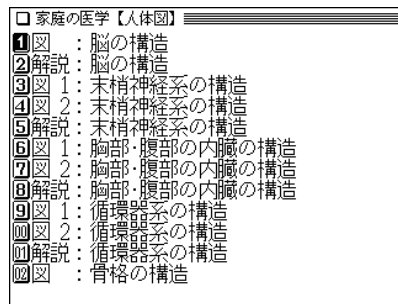 □ 家庭の医学【人体図】
1図　：脳の構造
2解説：脳の構造
3図 1：末梢神経系の構造
4図 2：末梢神経系の構造
5解説：末梢神経系の構造
6図 1：胸部･腹部の内臓の構造
7図 2：胸部･腹部の内臓の構造
8解説：胸部･腹部の内臓の構造
9図 1：循環器系の構造
00図 2：循環器系の構造
01解説：循環器系の構造
02図　：骨格の構造